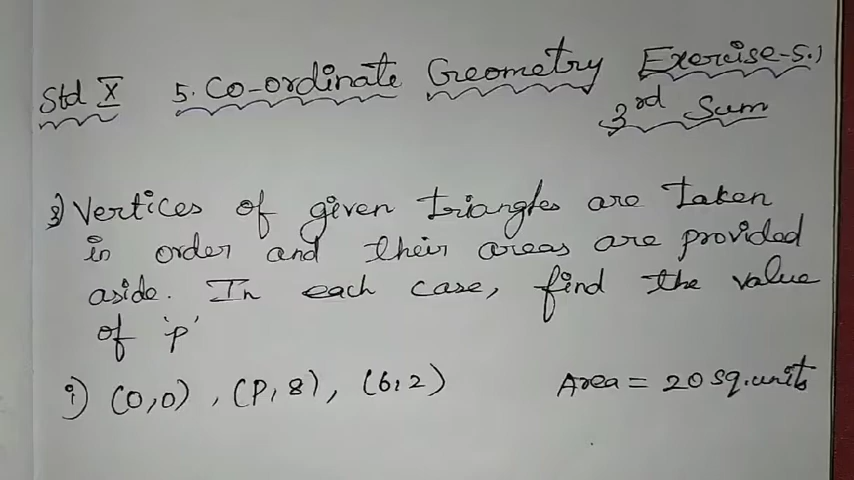 Std X 5. Co-ordinate Geometry Exercise-5.1
3rd Sum
3) Vertices of given triangles are taken
in order and their areas are provided
aside. In each case, find the value
of 'p'
i) (0,0), (P,8), (6,2) Area = 20 sq.units